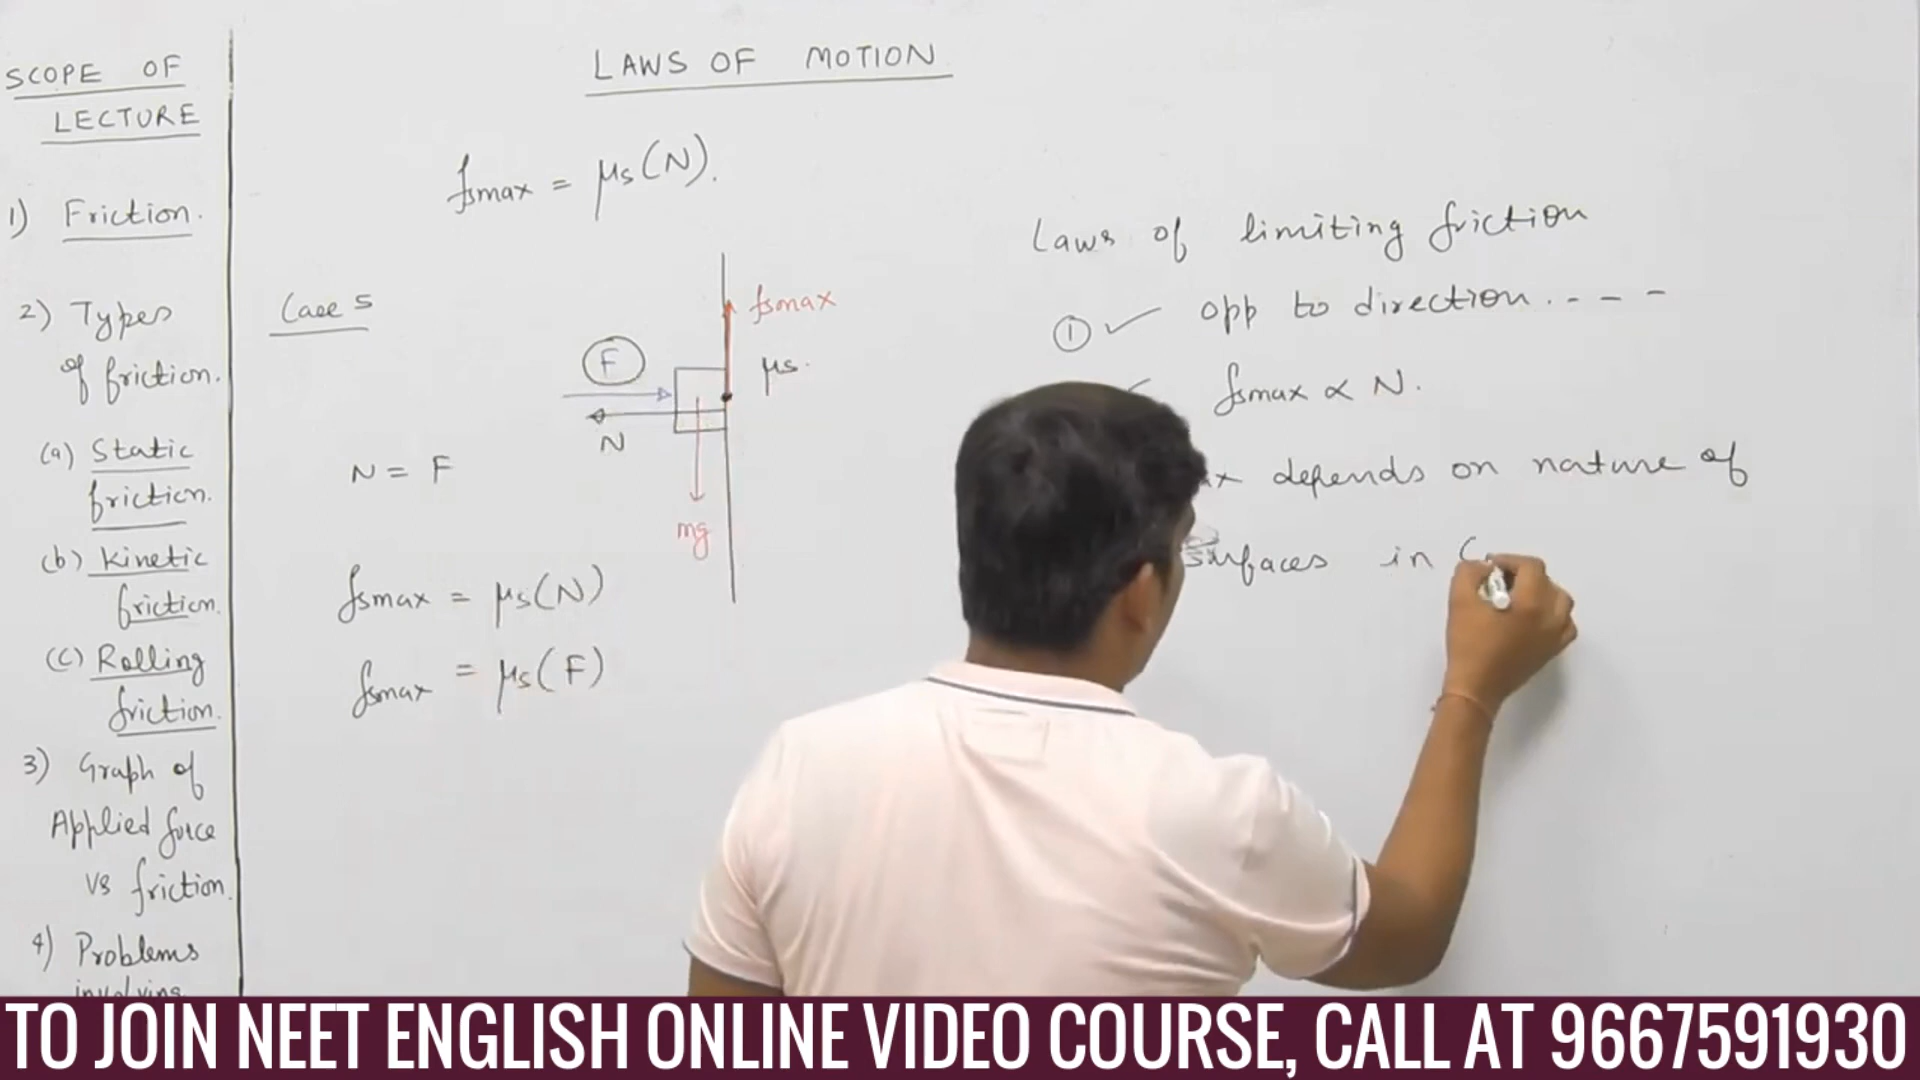 SCOPE OF
LECTURE
1) Friction.
2) Types
of friction.
(a) Static
friction.
(b) Kinetic
friction.
(c) Rolling
friction.
3) Graph of
Applied force
vs friction.
4) Problems
involving
LAWS OF MOTION
fsmax = μs(N).
Case 5
fsmax
F
μs.
N
mg
N = F
fsmax = μs(N)
fsmax = μs(F)
Laws of limiting friction
① ✓ opp to direction. - - -
fsmax ∝ N.
depends on nature of
surfaces in
TO JOIN NEET ENGLISH ONLINE VIDEO COURSE, CALL AT 9667591930